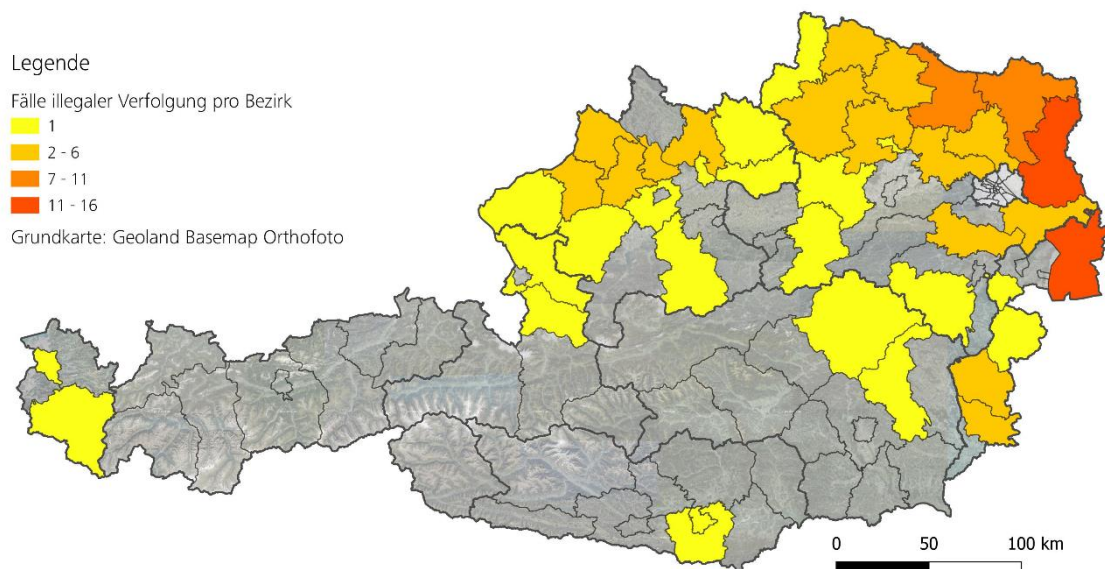 Legende
Fälle illegaler Verfolgung pro Bezirk
1
2 - 6
7 - 11
11 - 16
Grundkarte: Geoland Basemap Orthofoto
0 50 100 km